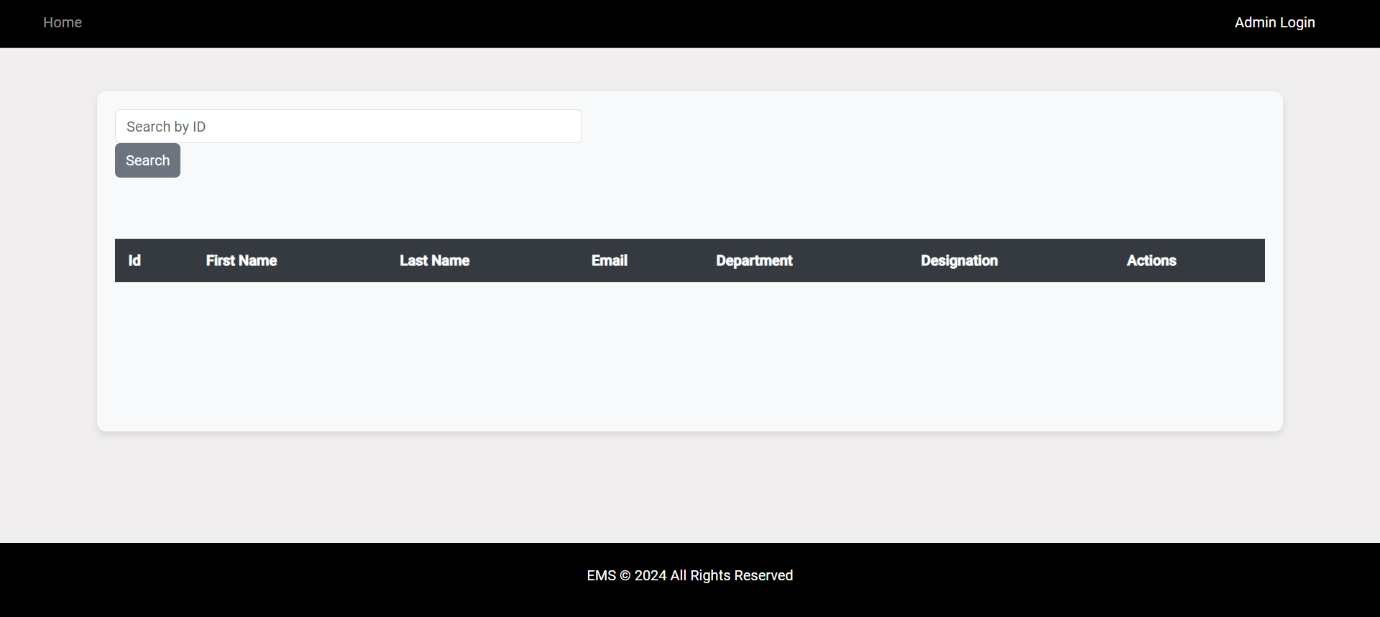 Home Admin Login
Search by ID
Search
Id First Name Last Name Email Department Designation Actions
EMS © 2024 All Rights Reserved